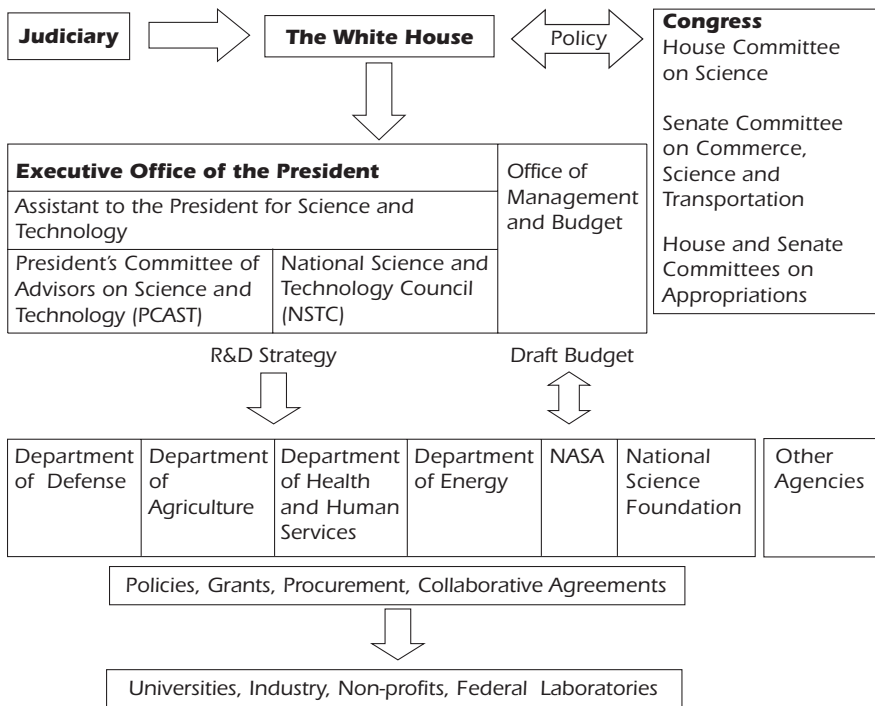 Judiciary
The White House
Policy
Congress
House Committee
on Science
Senate Committee
on Commerce,
Science and
Transportation
House and Senate
Committees on
Appropriations
Executive Office of the President
Assistant to the President for Science and
Technology
President's Committee of
Advisors on Science and
Technology (PCAST)
National Science and
Technology Council
(NSTC)
Office of
Management
and Budget
R&D Strategy
Draft Budget
Department
of Defense
Department
of
Agriculture
Department
of Health
and Human
Services
Department
of Energy
NASA
National
Science
Foundation
Other
Agencies
Policies, Grants, Procurement, Collaborative Agreements
Universities, Industry, Non-profits, Federal Laboratories